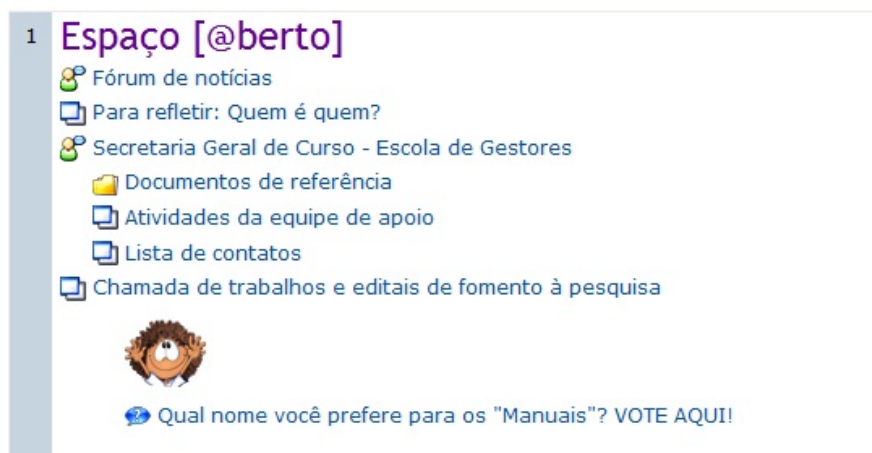 1
Espaço [@berto]
Fórum de notícias
Para refletir: Quem é quem?
Secretaria Geral de Curso - Escola de Gestores
Documentos de referência
Atividades da equipe de apoio
Lista de contatos
Chamada de trabalhos e editais de fomento à pesquisa
Qual nome você prefere para os "Manuais"? VOTE AQUI!